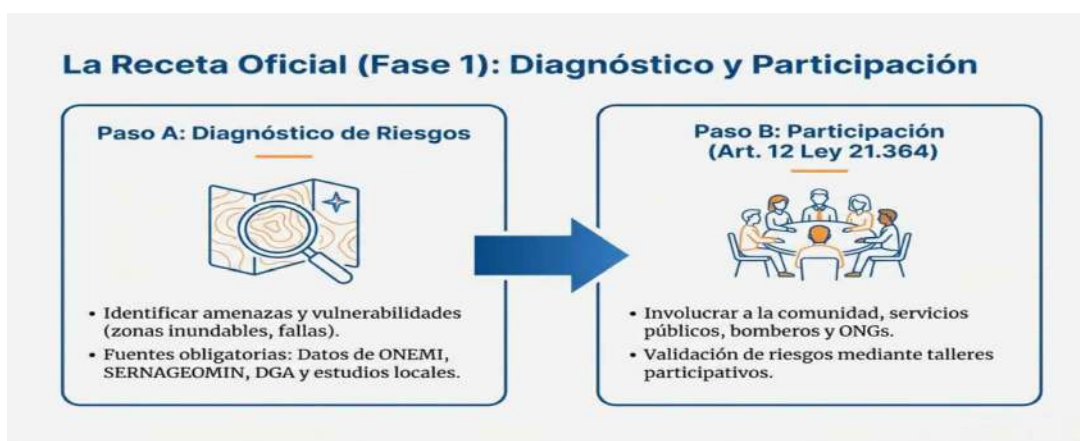 La Receta Oficial (Fase 1): Diagnóstico y Participación
Paso A: Diagnóstico de Riesgos
• Identificar amenazas y vulnerabilidades
(zonas inundables, fallas).
• Fuentes obligatorias: Datos de ONEMI,
SERNAGEOMIN, DGA y estudios locales.
Paso B: Participación
(Art. 12 Ley 21.364)
• Involucrar a la comunidad, servicios
públicos, bomberos y ONGs.
• Validación de riesgos mediante talleres
participativos.